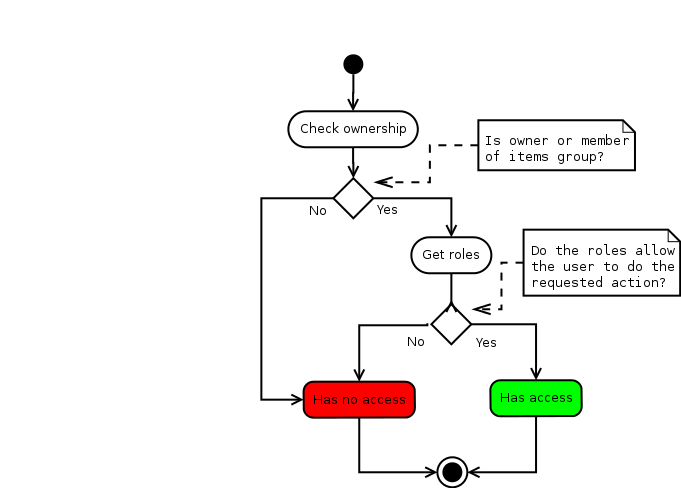 Check ownership
Is owner or member
of items group?
No
Yes
Get roles
Do the roles allow
the user to do the
requested action?
No
Yes
Has no access
Has access